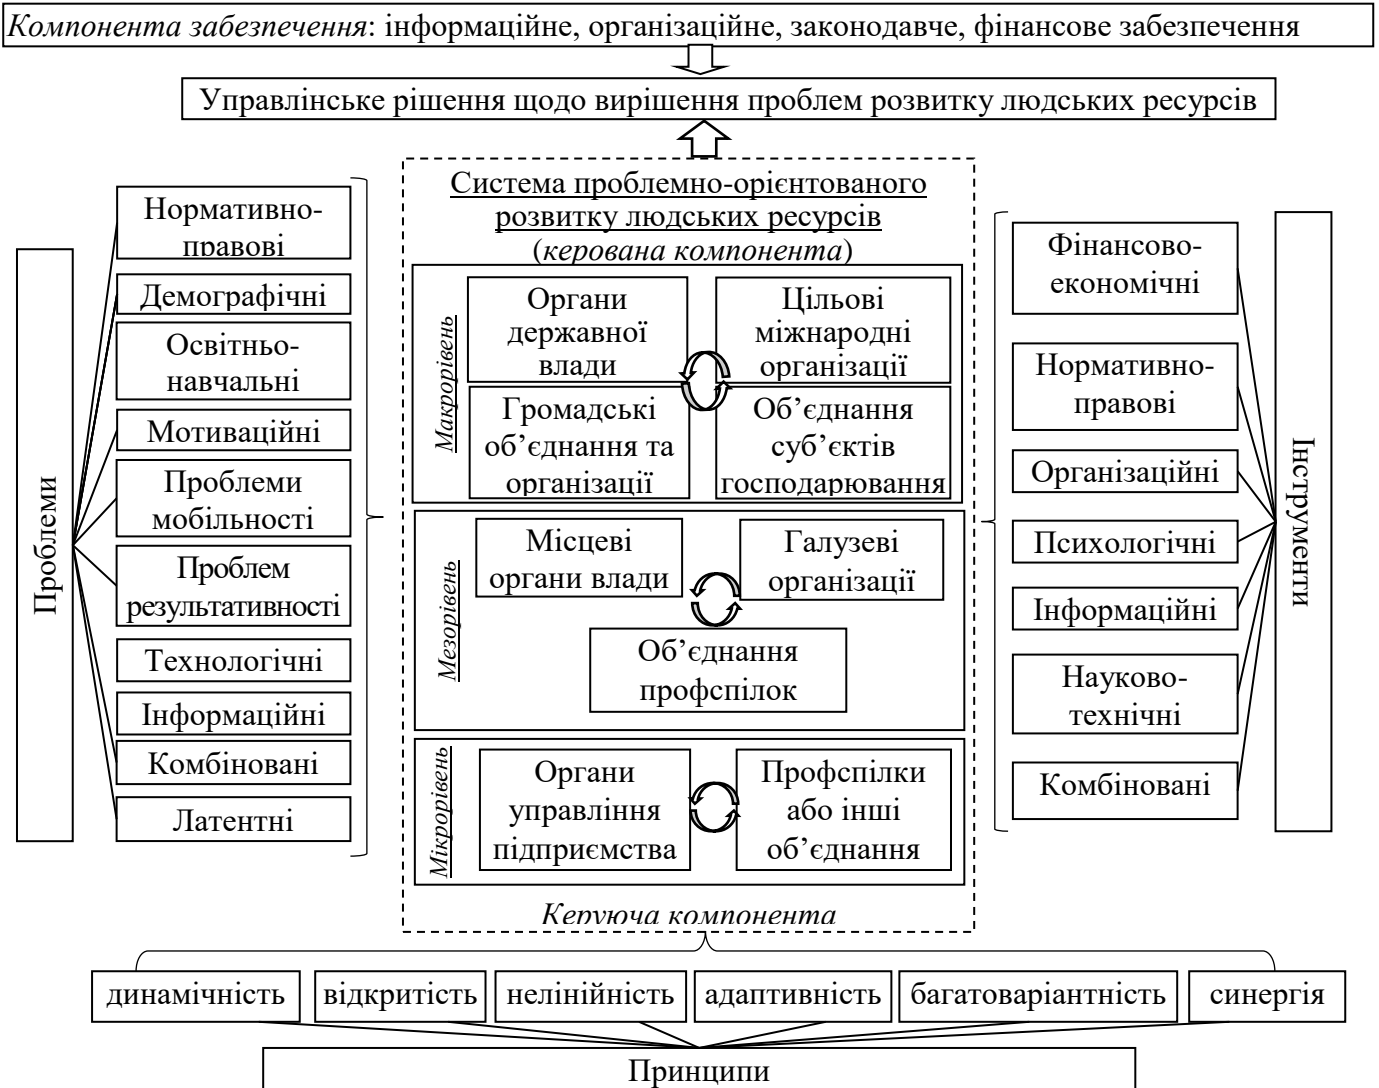 Компонента забезпечення: інформаційне, організаційне, законодавче, фінансове забезпечення
Управлінське рішення щодо вирішення проблем розвитку людських ресурсів
Проблеми
Нормативно-
правові
Демографічні
Освітньо-
навчальні
Мотиваційні
Проблеми
мобільності
Проблем
результативності
Технологічні
Інформаційні
Комбіновані
Латентні
Система проблемно-орієнтованого
розвитку людських ресурсів
(керована компонента)
Макрорівень
Органи
державної
влади
Цільові
міжнародні
організації
Громадські
об’єднання та
організації
Об’єднання
суб’єктів
господарювання
Мезорівень
Місцеві
органи влади
Галузеві
організації
Об’єднання
профспілок
Мікрорівень
Органи
управління
підприємства
Профспілки
або інші
об’єднання
Керуюча компонента
Фінансово-
економічні
Нормативно-
правові
Організаційні
Психологічні
Інформаційні
Науково-
технічні
Комбіновані
Інструменти
динамічність
відкритість
нелінійність
адаптивність
багатоваріантність
синергія
Принципи